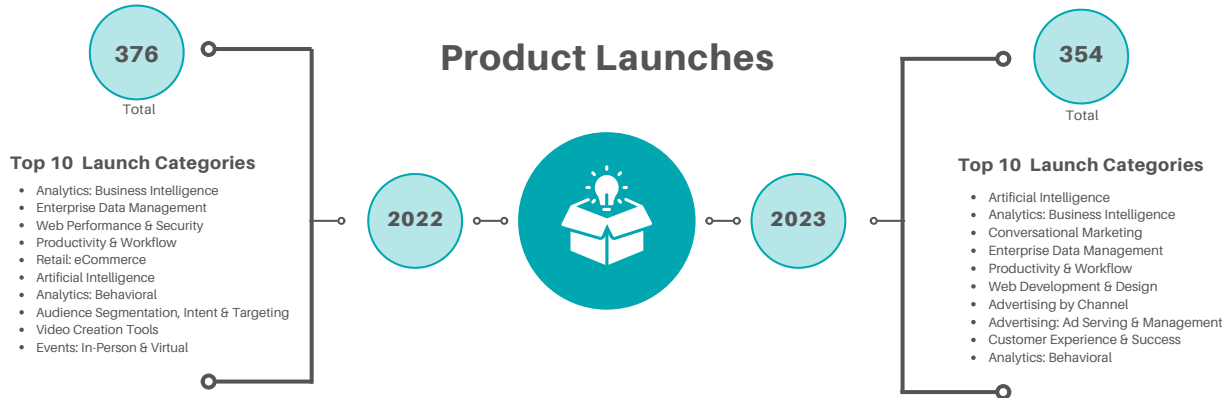 Product Launches
376
Total
Top 10 Launch Categories
Analytics: Business Intelligence
Enterprise Data Management
Web Performance & Security
Productivity & Workflow
Retail: eCommerce
Artificial Intelligence
Analytics: Behavioral
Audience Segmentation, Intent & Targeting
Video Creation Tools
Events: In-Person & Virtual
2022
2023
354
Total
Top 10 Launch Categories
Artificial Intelligence
Analytics: Business Intelligence
Conversational Marketing
Enterprise Data Management
Productivity & Workflow
Web Development & Design
Advertising by Channel
Advertising: Ad Serving & Management
Customer Experience & Success
Analytics: Behavioral